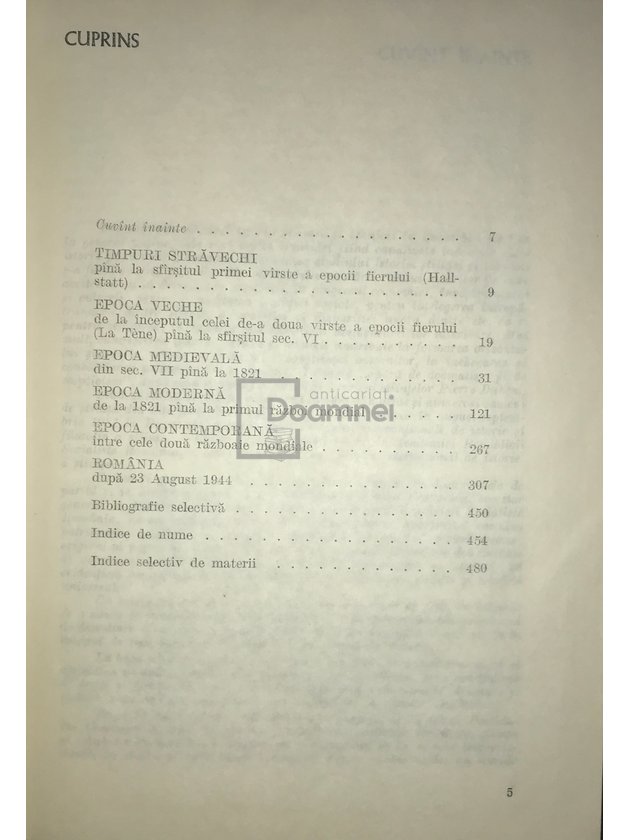 CUPRINS
Cuvînt înainte . . . . . . . . . . . . . . . . . . . 7
TIMPURI STRĂVECHI
pînă la sfîrşitul primei vîrste a epocii fierului (Hall-
statt) . . . . . . . . . . . . . . . . . . . . . . 9
EPOCA VECHE
de la începutul celei de-a doua vîrste a epocii fierului
(La Tène) pînă la sfîrşitul sec. VI . . . . . . . . . . 19
EPOCA MEDIEVALĂ
din sec. VII pînă la 1821 . . . . . . . . . . . . . 31
EPOCA MODERNĂ
de la 1821 pînă la primul război mondial . . . . . . 121
EPOCA CONTEMPORANĂ
între cele două războaie mondiale . . . . . . . . . . 267
ROMÂNIA
după 23 August 1944 . . . . . . . . . . . . . . . 307
Bibliografie selectivă . . . . . . . . . . . . . . . . 450
Indice de nume . . . . . . . . . . . . . . . . . . 454
Indice selectiv de materii . . . . . . . . . . . . . 480
anticariat
Doamnei
5